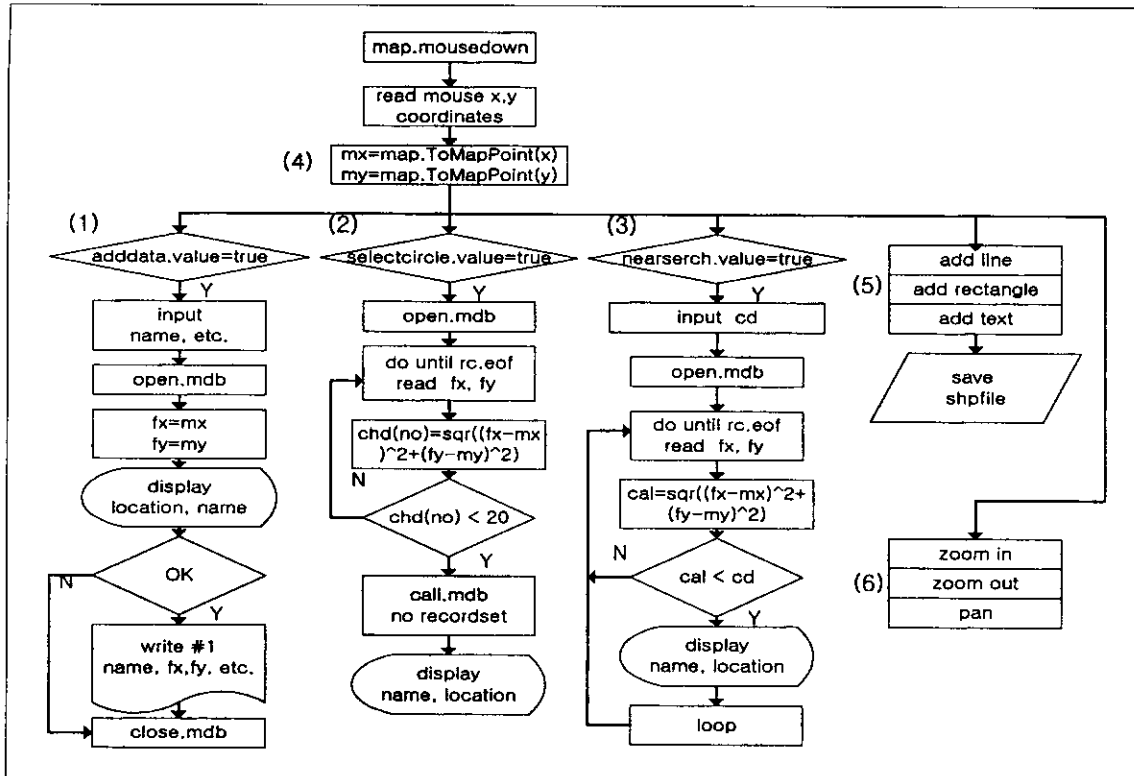 map.mousedown
read mouse x,y
coordinates
(4)
mx=map.ToMapPoint(x)
my=map.ToMapPoint(y)
(1)
adddata.value=true
Y
input
name, etc.
open.mdb
fx=mx
fy=my
display
location, name
OK
N
Y
write #1
name, fx,fy, etc.
close.mdb
(2)
selectcircle.value=true
Y
open.mdb
do until rc.eof
read fx, fy
chd(no)=sqr((fx-mx
)^2+(fy-my)^2)
N
chd(no) < 20
Y
call.mdb
no recordset
display
name, location
(3)
nearserch.value=true
Y
input cd
open.mdb
do until rc.eof
read fx, fy
cal=sqr((fx-mx)^2+
(fy-my)^2)
N
cal < cd
Y
display
name, location
loop
(5)
add line
add rectangle
add text
save
shpfile
(6)
zoom in
zoom out
pan